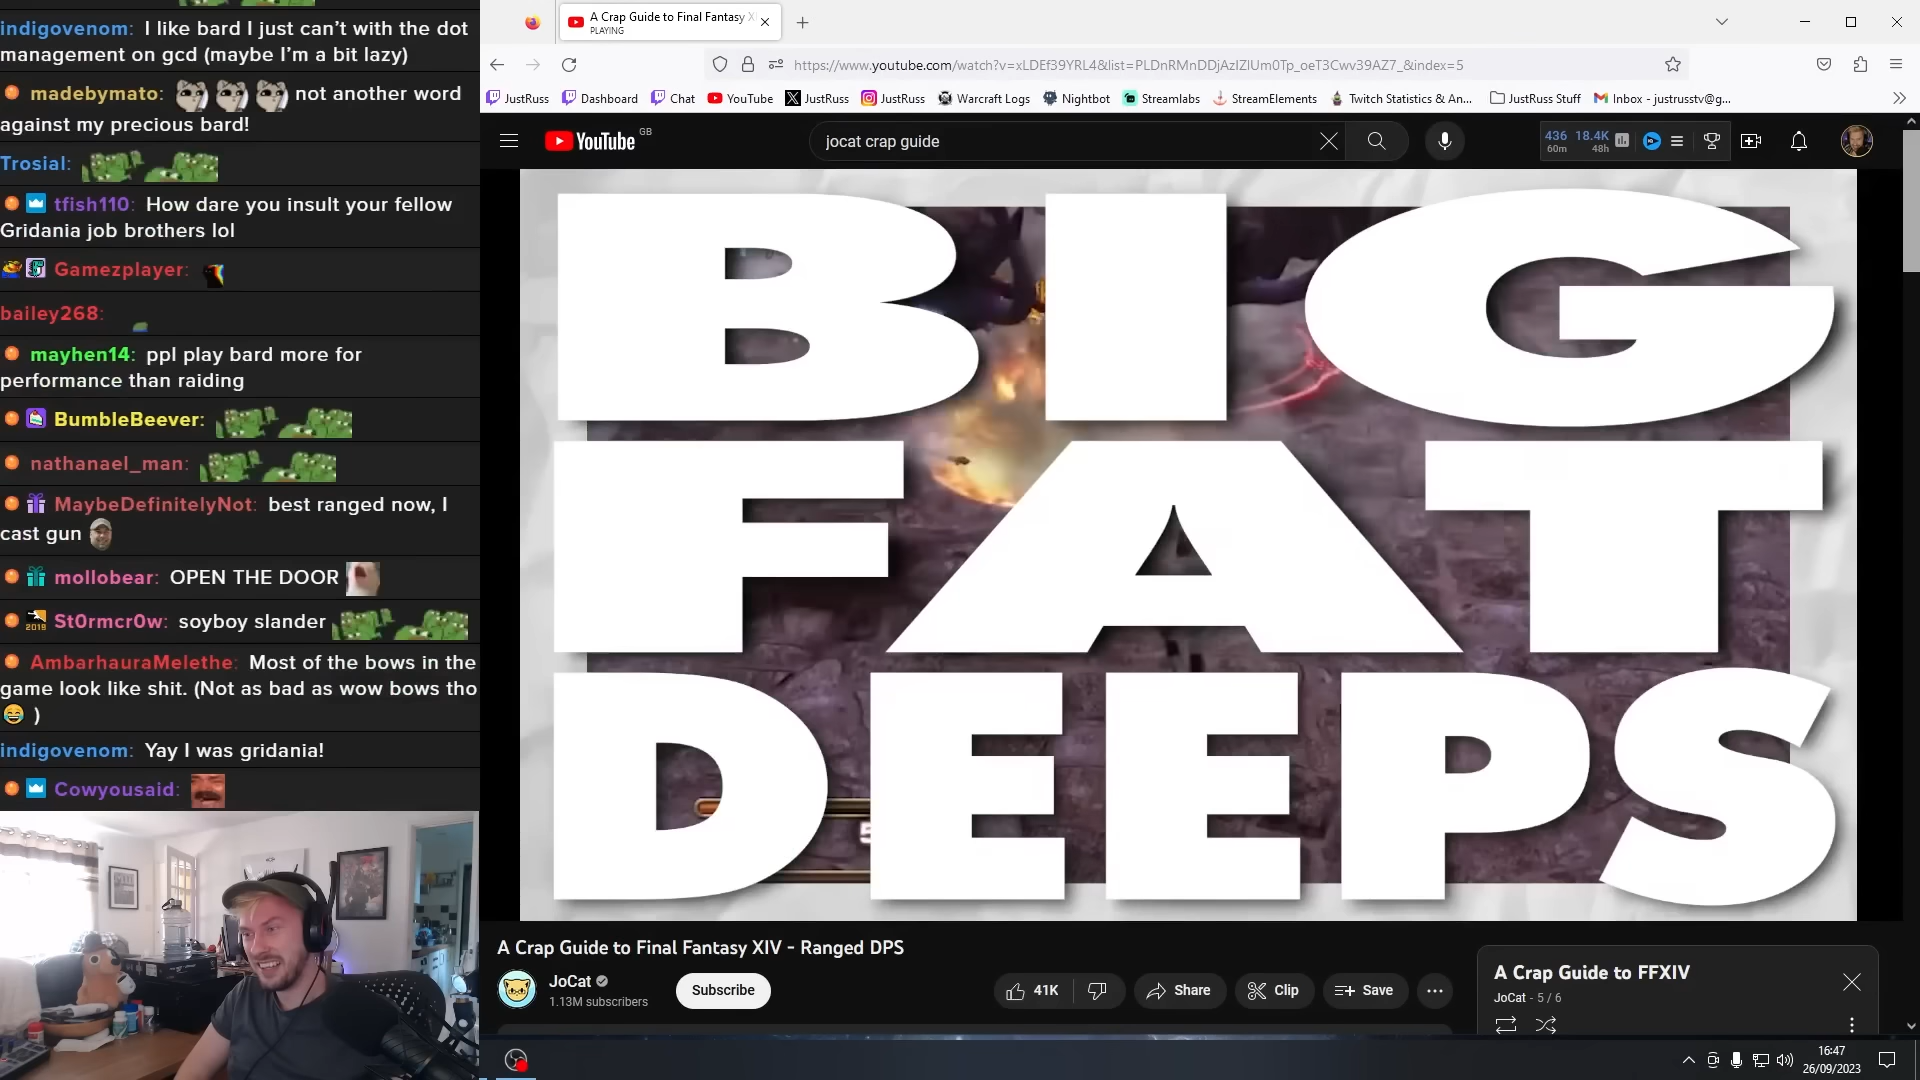 indigovenom: I like bard I just can't with the dot
management on gcd (maybe I'm a bit lazy)
madebymato: not another word
against my precious bard!
Trosial:
tfish110: How dare you insult your fellow
Gridania job brothers lol
Gamezplayer:
bailey268:
mayhen14: ppl play bard more for
performance than raiding
BumbleBeever:
nathanael_man:
MaybeDefinitelyNot: best ranged now, I
cast gun
mollobear: OPEN THE DOOR
2019 St0rmcr0w: soyboy slander
AmbarhauraMelethe: Most of the bows in the
game look like shit. (Not as bad as wow bows tho
😂 )
indigovenom: Yay I was gridania!
Cowyousaid:
A Crap Guide to Final Fantasy X
PLAYING
https://www.youtube.com/watch?v=xLDEf39YRL4&list=PLDnRMnDDjAzIZlUm0Tp_oeT3Cwv39AZ7_&index=5
JustRuss Dashboard Chat YouTube JustRuss JustRuss Warcraft Logs Nightbot Streamlabs StreamElements Twitch Statistics & An... JustRuss Stuff Inbox - justrusstv@g...
YouTube GB
jocat crap guide
436 18.4K
60m 48h
BIG
FAT
DEEPS
5
A Crap Guide to Final Fantasy XIV - Ranged DPS
JoCat
1.13M subscribers
Subscribe
41K
Share
Clip
Save
A Crap Guide to FFXIV
JoCat - 5 / 6
16:47
26/09/2023